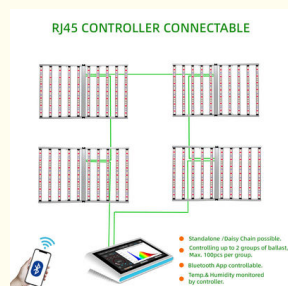 RJ45 CONTROLLER CONNECTABLE
Standalone /Daisy Chain possible.
Controlling up to 2 groups of ballast,
Max. 100pcs per group.
Bluetooth App controllable.
Temp.& Humidity monitored
by controller.